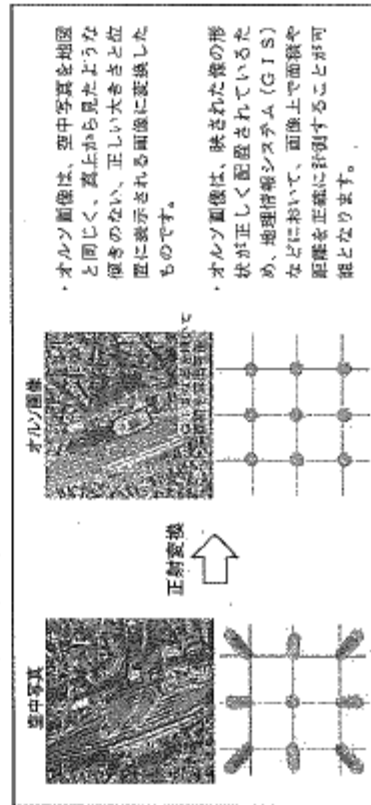 空中写真
正射変換
オルソ画像
・オルソ画像は、空中写真を地図
と同じく、真上から見たような
傾きのない、正しい大きさと位
置に表示される画像に変換した
ものです。
・オルソ画像は、映された像の形
状が正しく配置されているた
め、地理情報システム(GIS)
などにおいて、画像上で面積や
距離を正確に計測することが可
能となります。